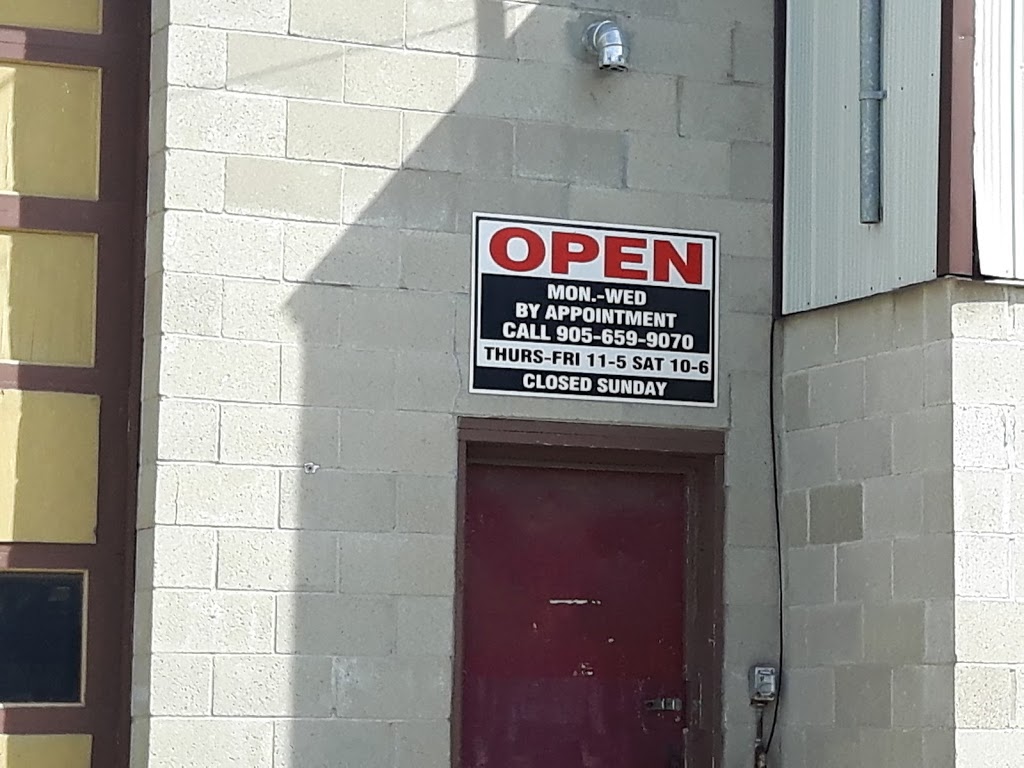 OPEN
MON.-WED
BY APPOINTMENT
CALL 905-659-9070
THURS-FRI 11-5 SAT 10-6
CLOSED SUNDAY